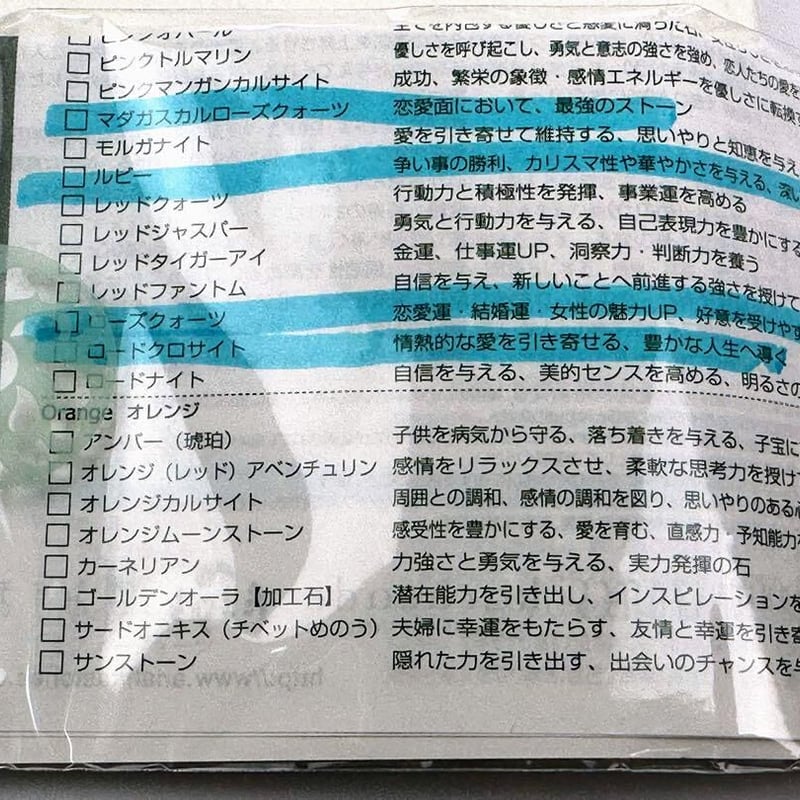 ピンクトルマリン 優しさを呼び起こし、勇気と意志の強さを強め、恋人たちの愛を
ピンクマンガンカルサイト 成功、繁栄の象徴・感情エネルギーを優しさに転換
マダガスカルローズクォーツ 恋愛面において、最強のストーン
モルガナイト 愛を引き寄せて維持する、思いやりと知恵を与え
ルビー 争い事の勝利、カリスマ性や華やかさを与える、深い
レッドクォーツ 行動力と積極性を発揮、事業運を高める
レッドジャスパー 勇気と行動力を与える、自己表現力を豊かにする
レッドタイガーアイ 金運、仕事運UP、洞察力・判断力を養う
レッドファントム 自信を与え、新しいことへ前進する強さを授けて
ローズクォーツ 恋愛運・結婚運・女性の魅力UP、好意を受けやす
ロードクロサイト 情熱的な愛を引き寄せる、豊かな人生へ導く
ロードナイト 自信を与える、美的センスを高める、明るさの
Orange オレンジ
アンバー（琥珀） 子供を病気から守る、落ち着きを与える、子宝に
オレンジ（レッド）アベンチュリン 感情をリラックスさせ、柔軟な思考力を授け
オレンジカルサイト 周囲との調和、感情の調和を図り、思いやりのある心
オレンジムーンストーン 感受性を豊かにする、愛を育む、直感力・予知能力
カーネリアン 力強さと勇気を与える、実力発揮の石
ゴールデンオーラ【加工石】 潜在能力を引き出し、インスピレーションを
サードオニキス（チベットめのう） 夫婦に幸運をもたらす、友情と幸運を引き寄
サンストーン 隠れた力を引き出す、出会いのチャンスを与